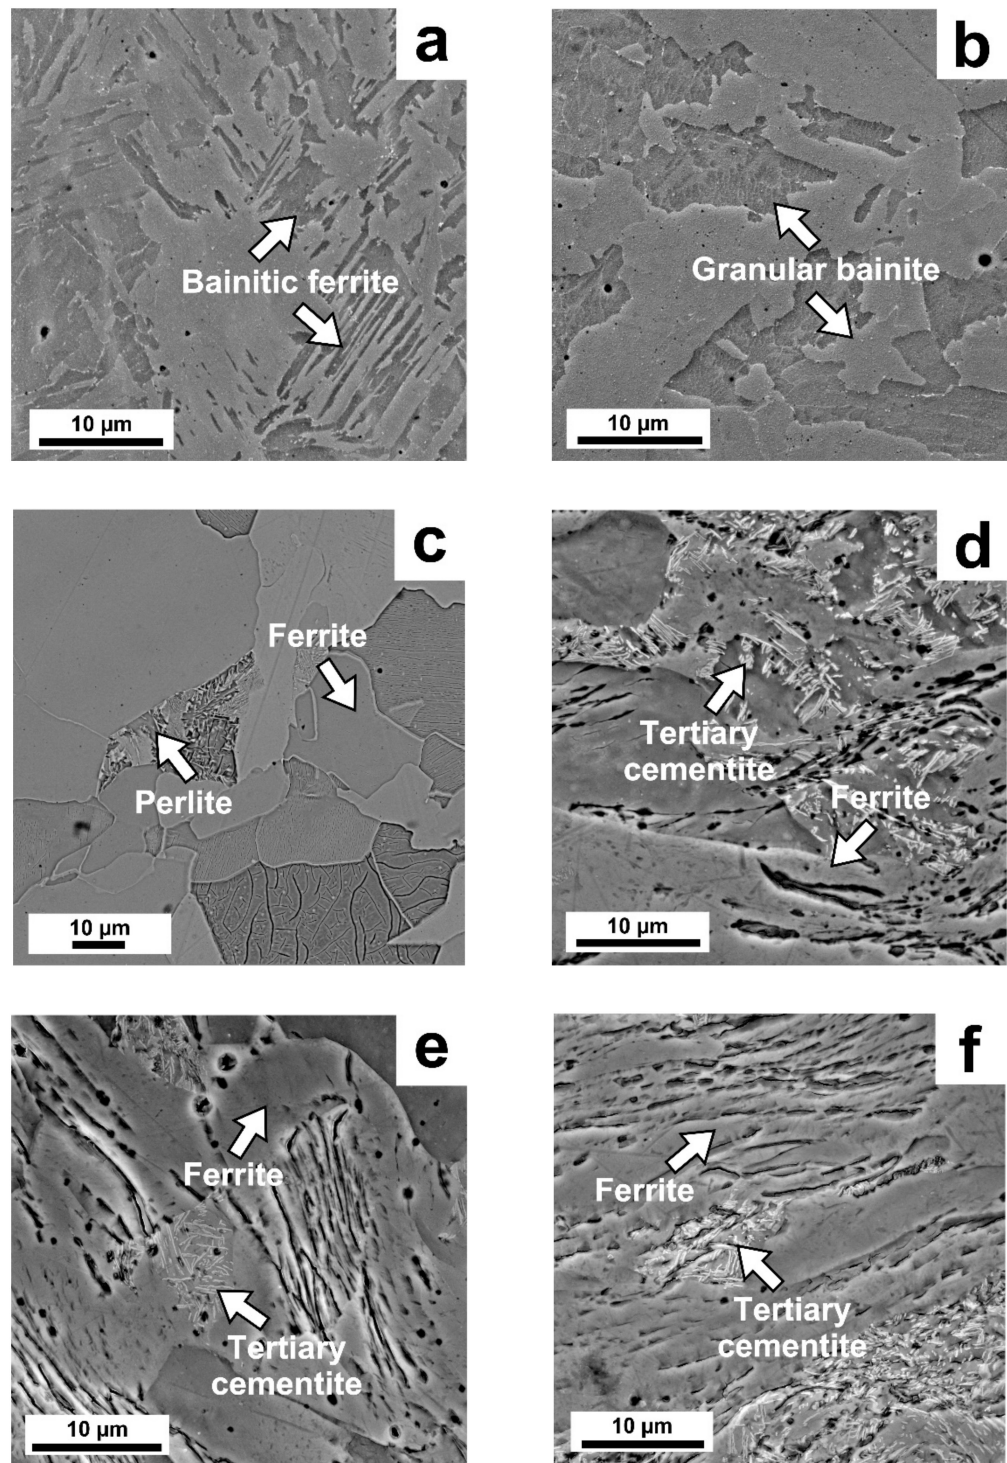 a
b
Bainitic ferrite
Granular bainite
10 µm
10 µm
c
d
Ferrite
Perlite
Tertiary
cementite
Ferrite
10 µm
10 µm
e
f
Ferrite
Tertiary
cementite
Ferrite
Tertiary
cementite
10 µm
10 µm